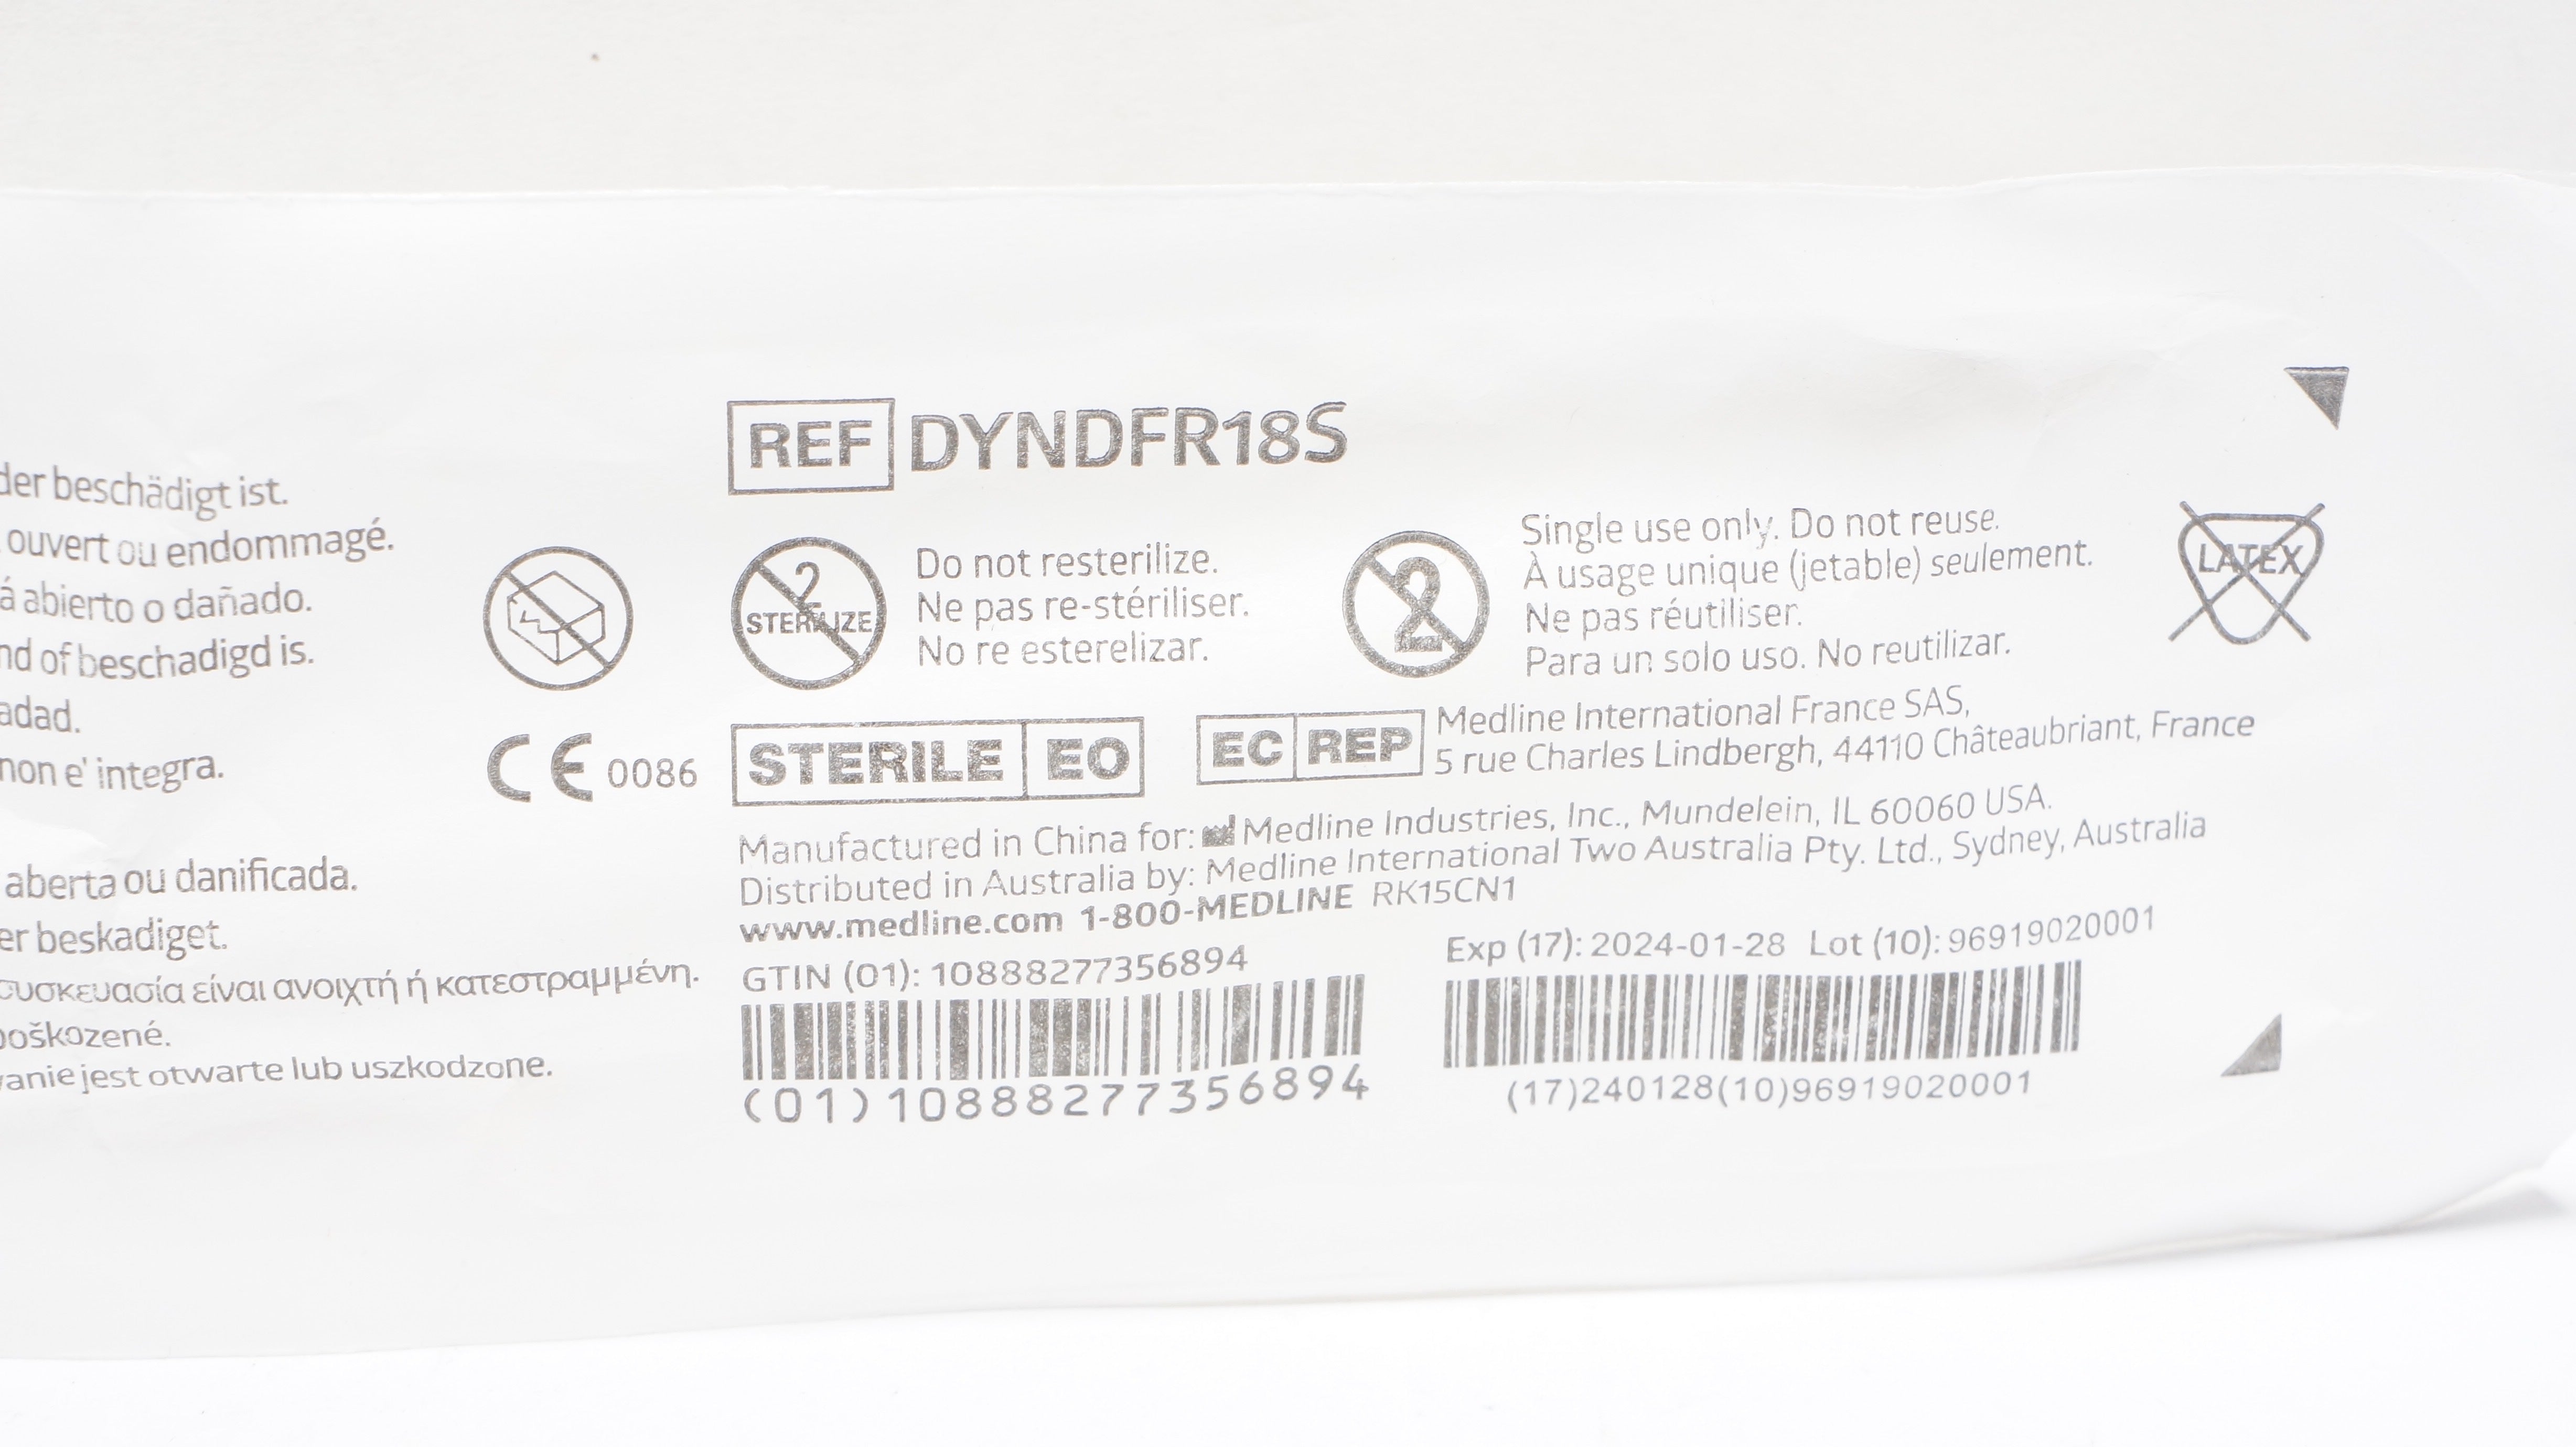 der beschädigt ist.
ouvert ou endommagé.
á abierto o dañado.
nd of beschadigd is.
adad.
non e' integra.
aberta ou danificada.
er beskadiget.
συσκευασία είναι ανοιχτή ή κατεστραμμένη.
poškozené.
vanie jest otwarte lub uszkodzone.
CE 0086
REF DYNDFR18S
2
STERILIZE
Do not resterilize.
Ne pas re-stériliser.
No re esterelizar.
2
Single use only. Do not reuse.
À usage unique (jetable) seulement.
Ne pas réutiliser.
Para un solo uso. No reutilizar.
LATEX
STERILE EO
EC REP
Medline International France SAS,
5 rue Charles Lindbergh, 44110 Châteaubriant, France
Manufactured in China for: Medline Industries, Inc., Mundelein, IL 60060 USA.
Distributed in Australia by: Medline International Two Australia Pty. Ltd., Sydney, Australia
www.medline.com 1-800-MEDLINE RK15CN1
GTIN (01): 10888277356894
(01)10888277356894
Exp (17): 2024-01-28 Lot (10): 96919020001
(17)240128(10)96919020001